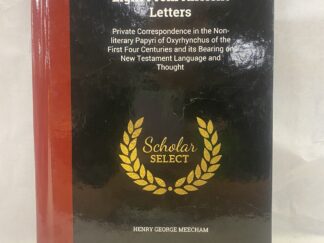 Letters
Private Correspondence in the Non-
literary Papyri of Oxyrhynchus of the
First Four Centuries and its Bearing on
New Testament Language and
Thought
Scholar
SELECT
HENRY GEORGE MEECHAM